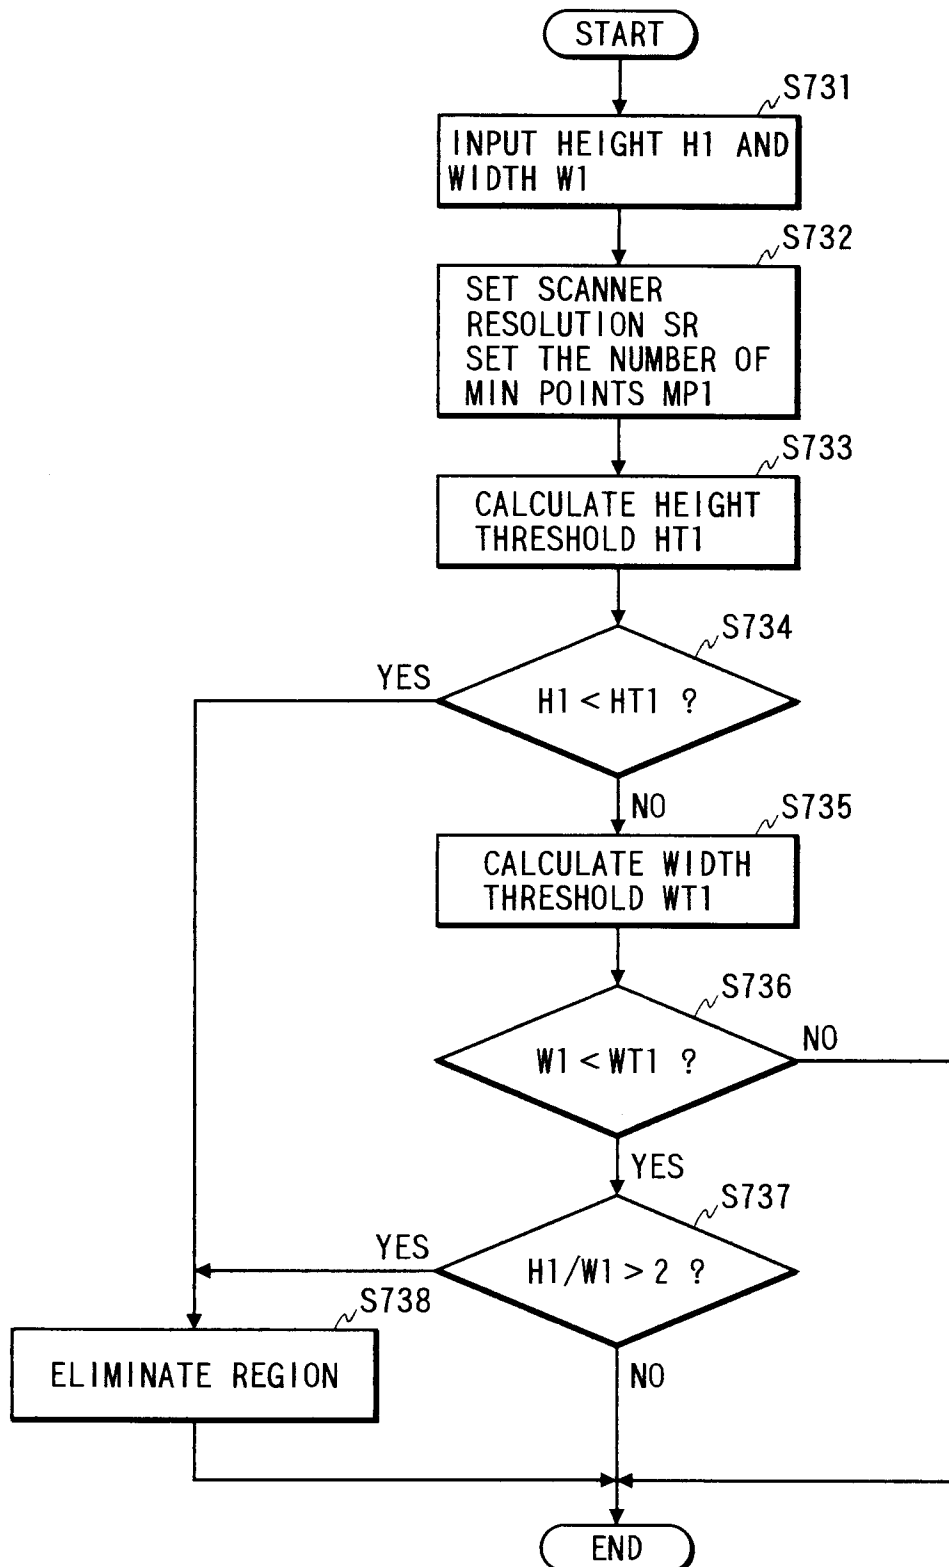 START
S731
INPUT HEIGHT H1 AND
WIDTH W1
S732
SET SCANNER
RESOLUTION SR
SET THE NUMBER OF
MIN POINTS MP1
S733
CALCULATE HEIGHT
THRESHOLD HT1
S734
YES
H1 < HT1 ?
NO
S735
CALCULATE WIDTH
THRESHOLD WT1
S736
NO
W1 < WT1 ?
YES
S737
YES
H1/W1 > 2 ?
S738
ELIMINATE REGION
NO
END